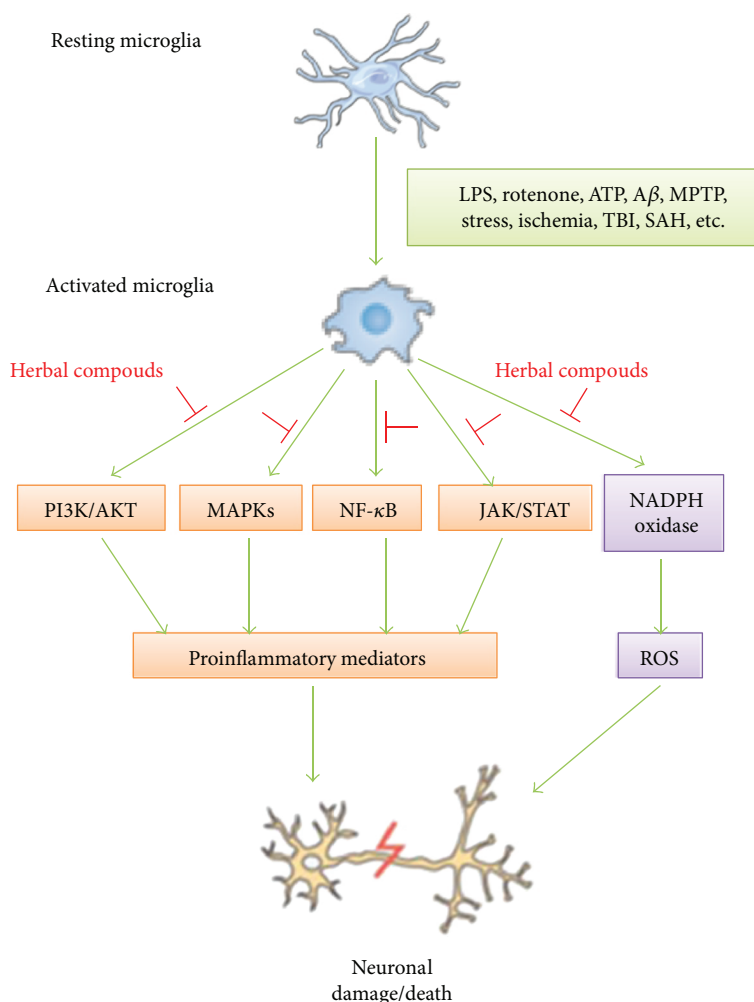 Resting microglia
LPS, rotenone, ATP, Aβ, MPTP,
stress, ischemia, TBI, SAH, etc.
Activated microglia
Herbal compouds
Herbal compouds
PI3K/AKT
MAPKs
NF-κB
JAK/STAT
NADPH
oxidase
Proinflammatory mediators
ROS
Neuronal
damage/death